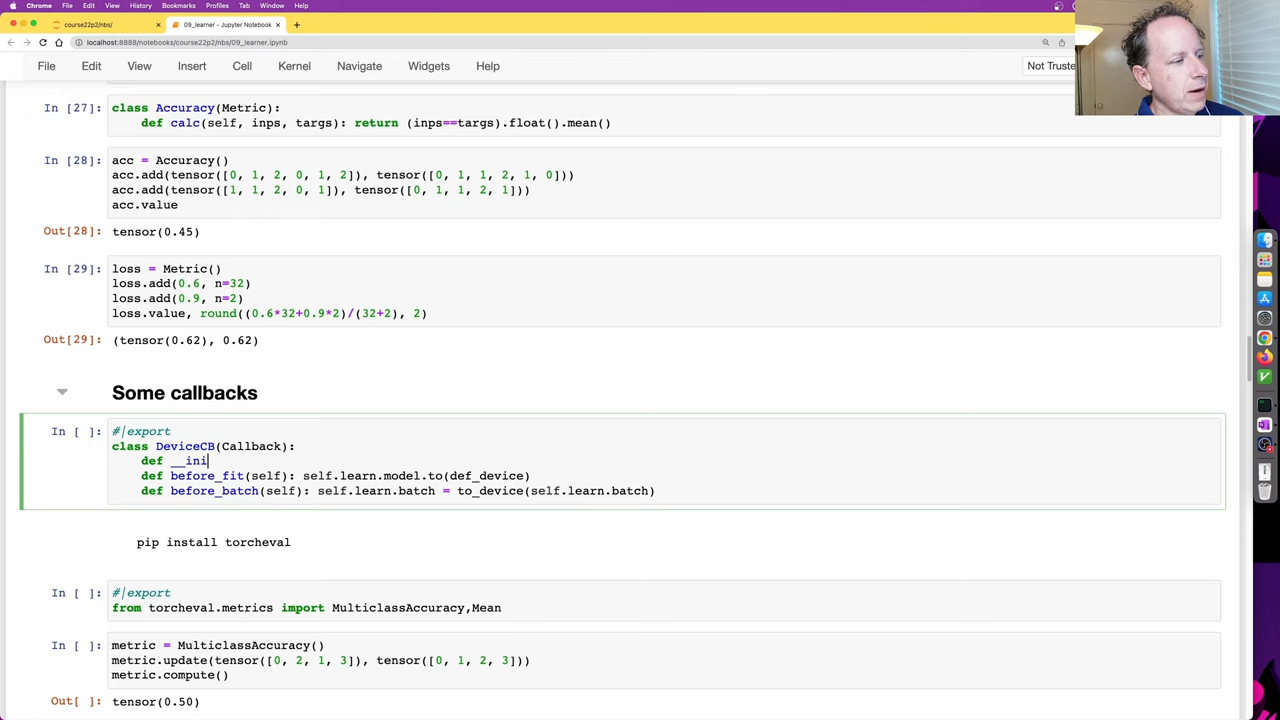 Chrome File Edit View History Bookmarks Profiles Tab Window Help
course22p2/nbs/
09_learner - Jupyter Notebook
localhost:8888/notebooks/course22p2/nbs/09_learner.ipynb
File Edit View Insert Cell Kernel Navigate Widgets Help
Not Truste
In [27]: class Accuracy(Metric):
def calc(self, inps, targs): return (inps==targs).float().mean()
In [28]: acc = Accuracy()
acc.add(tensor([0, 1, 2, 0, 1, 2]), tensor([0, 1, 1, 2, 1, 0]))
acc.add(tensor([1, 1, 2, 0, 1]), tensor([0, 1, 1, 2, 1]))
acc.value
Out[28]: tensor(0.45)
In [29]: loss = Metric()
loss.add(0.6, n=32)
loss.add(0.9, n=2)
loss.value, round((0.6*32+0.9*2)/(32+2), 2)
Out[29]: (tensor(0.62), 0.62)
Some callbacks
In [ ]: #|export
class DeviceCB(Callback):
def __ini
def before_fit(self): self.learn.model.to(def_device)
def before_batch(self): self.learn.batch = to_device(self.learn.batch)
pip install torcheval
In [ ]: #|export
from torcheval.metrics import MulticlassAccuracy,Mean
In [ ]: metric = MulticlassAccuracy()
metric.update(tensor([0, 2, 1, 3]), tensor([0, 1, 2, 3]))
metric.compute()
Out[ ]: tensor(0.50)